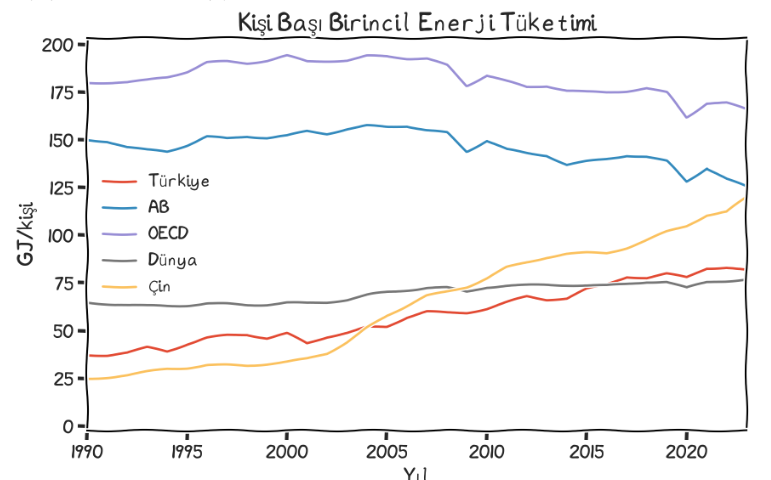 Kişi Başı Birincil Enerji Tüketimi
200
175
150
125
100
75
50
25
0
GJ/kişi
Türkiye
AB
OECD
Dünya
Çin
1990 1995 2000 2005 2010 2015 2020
Yıl